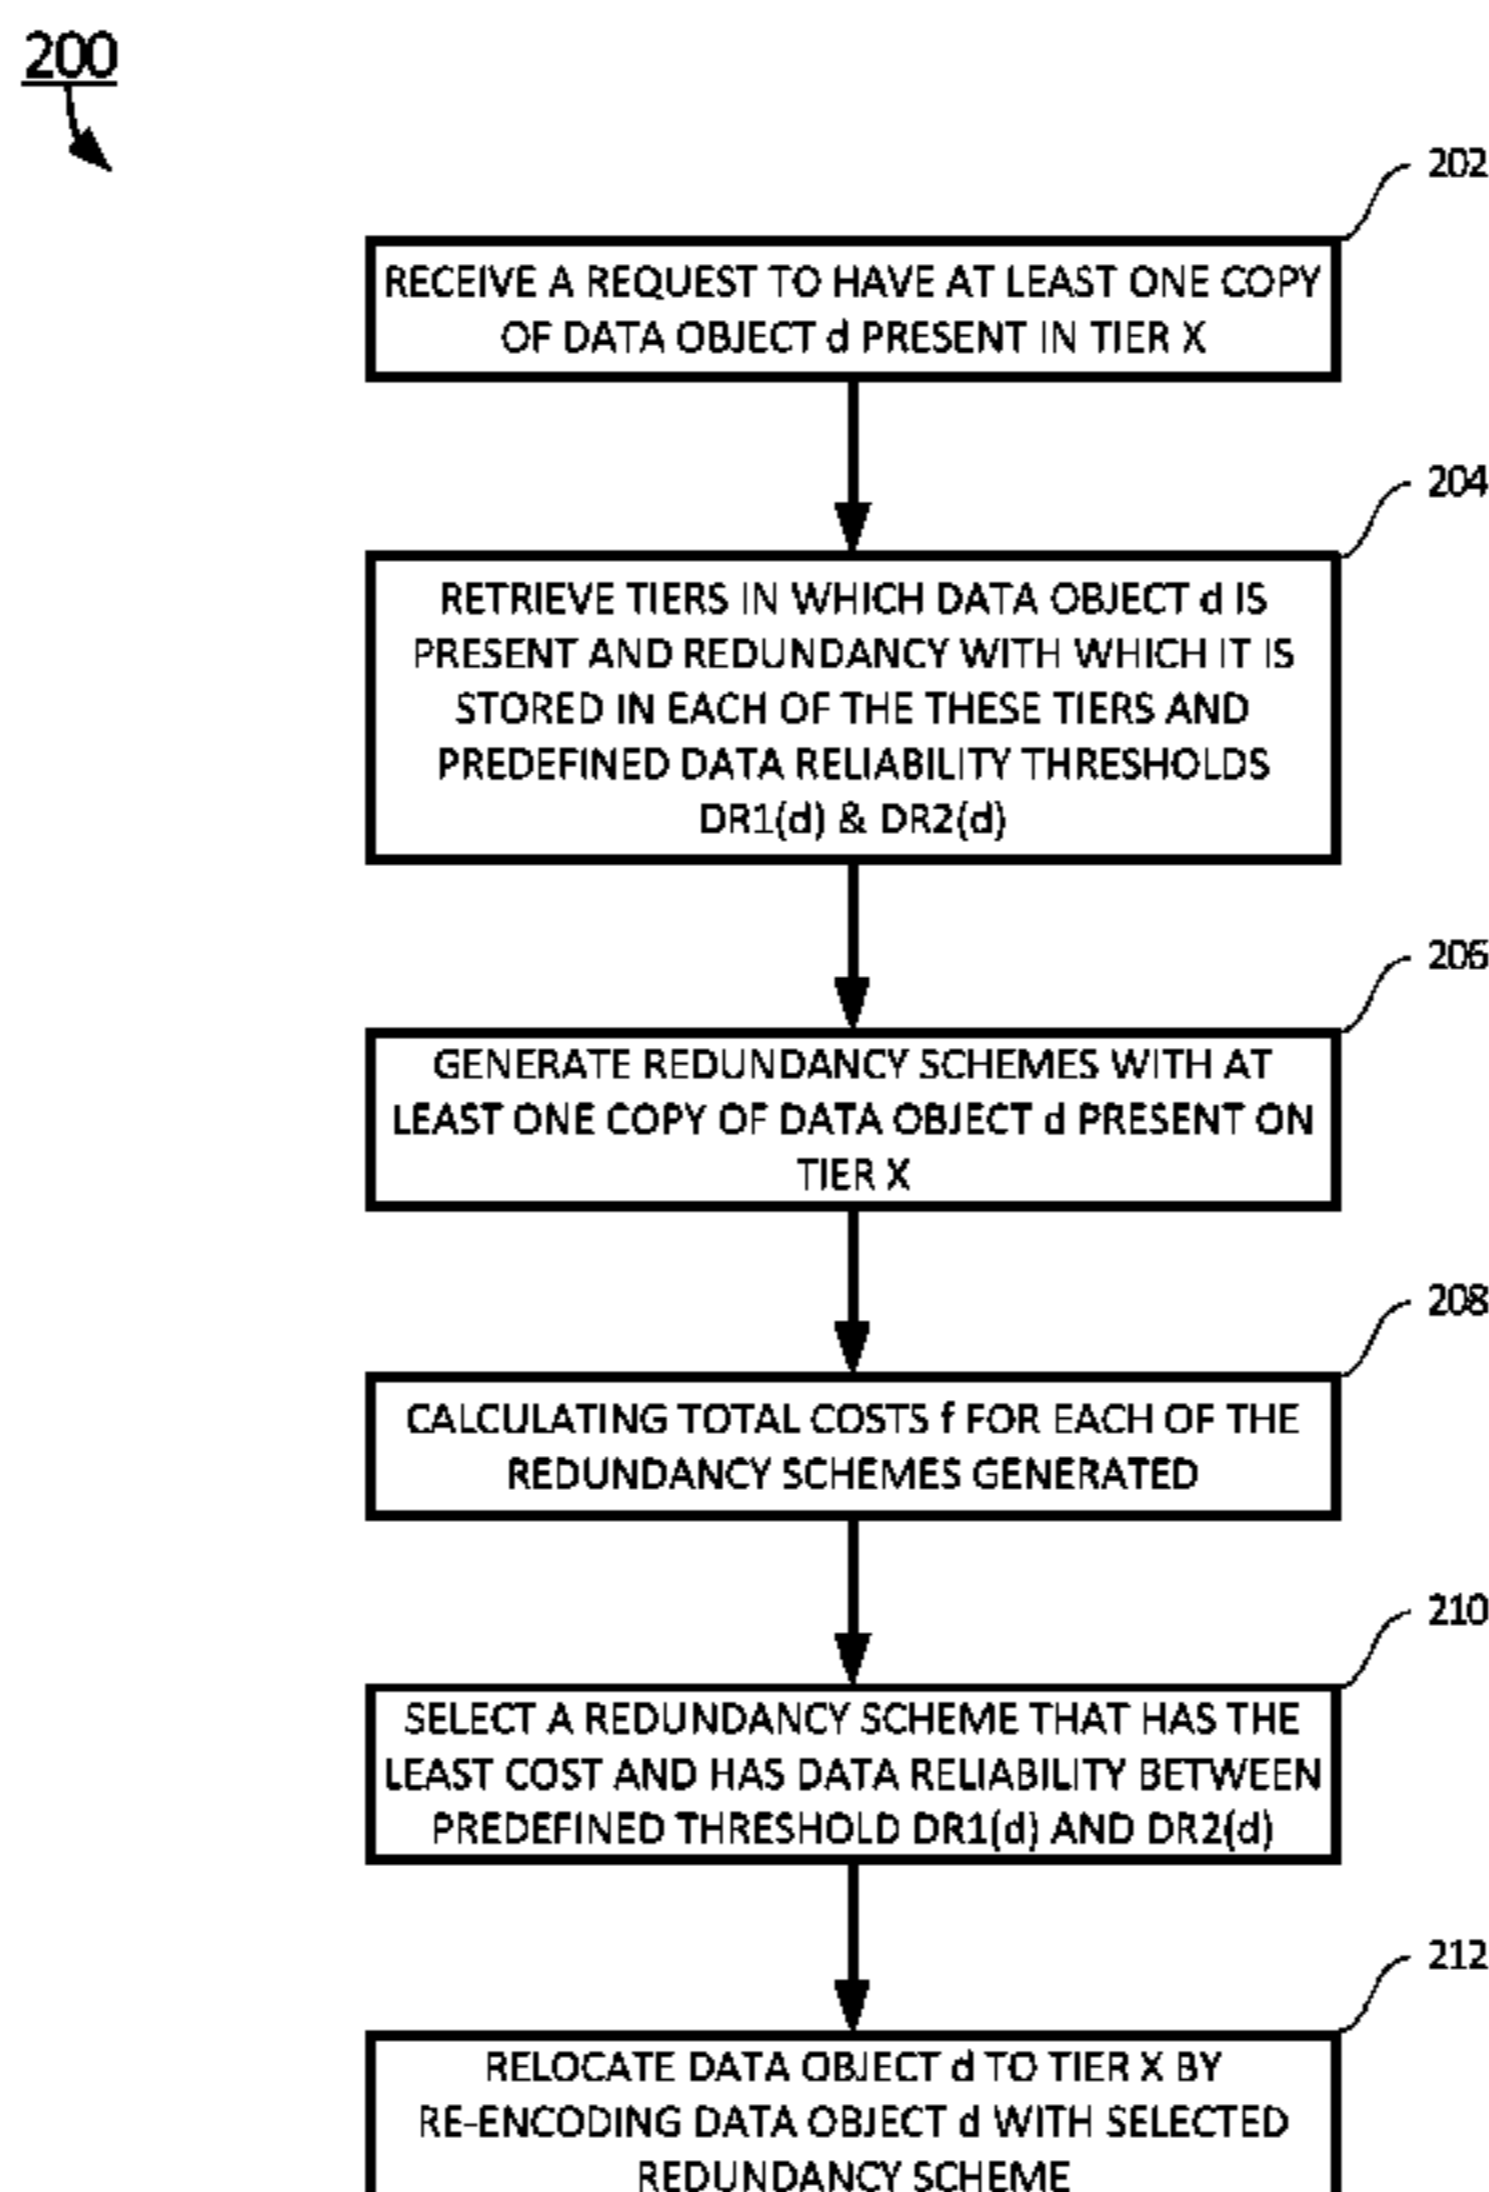 200
202
RECEIVE A REQUEST TO HAVE AT LEAST ONE COPY
OF DATA OBJECT d PRESENT IN TIER X
204
RETRIEVE TIERS IN WHICH DATA OBJECT d IS
PRESENT AND REDUNDANCY WITH WHICH IT IS
STORED IN EACH OF THE THESE TIERS AND
PREDEFINED DATA RELIABILITY THRESHOLDS
DR1(d) & DR2(d)
206
GENERATE REDUNDANCY SCHEMES WITH AT
LEAST ONE COPY OF DATA OBJECT d PRESENT ON
TIER X
208
CALCULATING TOTAL COSTS f FOR EACH OF THE
REDUNDANCY SCHEMES GENERATED
210
SELECT A REDUNDANCY SCHEME THAT HAS THE
LEAST COST AND HAS DATA RELIABILITY BETWEEN
PREDEFINED THRESHOLD DR1(d) AND DR2(d)
212
RELOCATE DATA OBJECT d TO TIER X BY
RE-ENCODING DATA OBJECT d WITH SELECTED
REDUNDANCY SCHEME